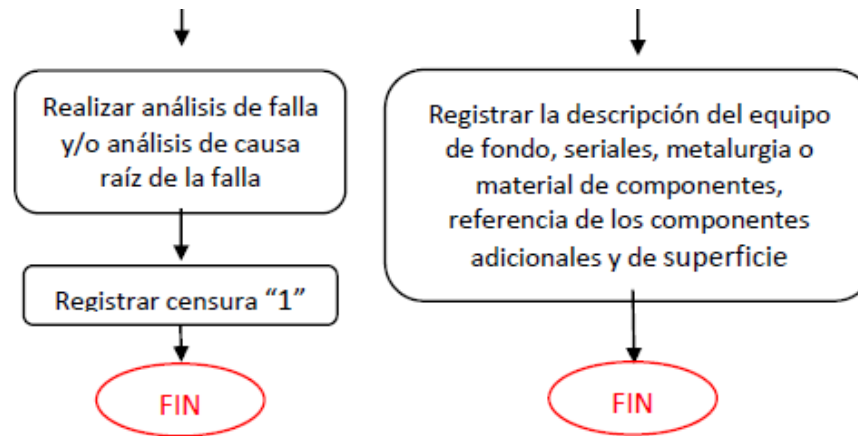 Realizar análisis de falla
y/o análisis de causa
raíz de la falla
Registrar censura “1”
FIN
Registrar la descripción del equipo
de fondo, seriales, metalurgia o
material de componentes,
referencia de los componentes
adicionales y de superficie
FIN